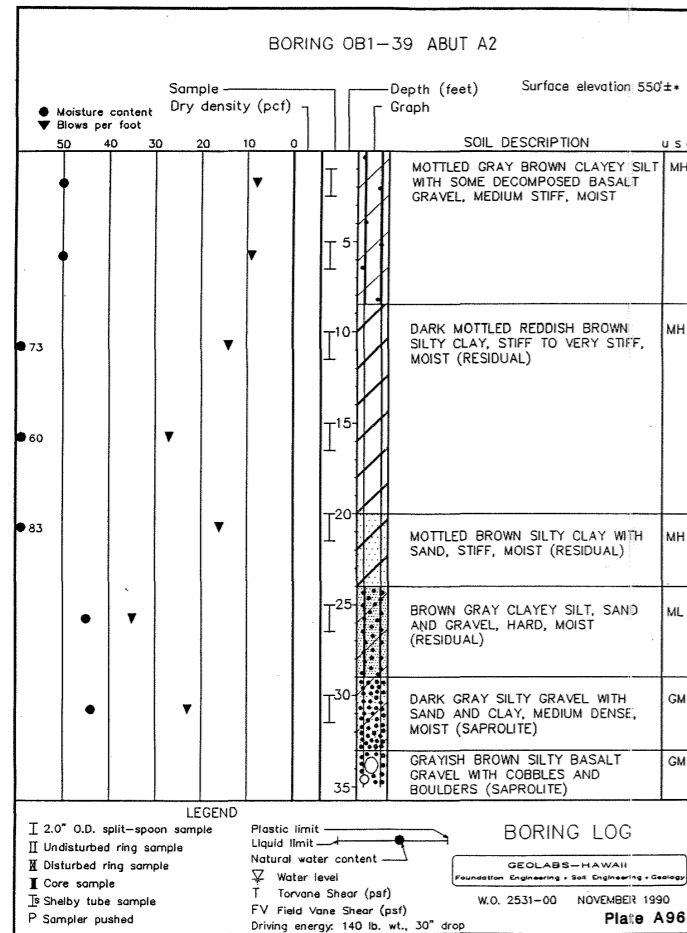 BORING OB1-39 ABUT A2
Sample
Depth (feet)
Surface elevation 550'±*
Dry density (pcf)
Graph
● Moisture content
▼ Blows per foot
50 40 30 20 10 0
SOIL DESCRIPTION
u s
MOTTLED GRAY BROWN CLAYEY SILT
WITH SOME DECOMPOSED BASALT
GRAVEL, MEDIUM STIFF, MOIST
MH
5
10
73
DARK MOTTLED REDDISH BROWN
SILTY CLAY, STIFF TO VERY STIFF,
MOIST (RESIDUAL)
MH
15
60
20
83
MOTTLED BROWN SILTY CLAY WITH
SAND, STIFF, MOIST (RESIDUAL)
MH
25
BROWN GRAY CLAYEY SILT, SAND
AND GRAVEL, HARD, MOIST
(RESIDUAL)
ML
30
DARK GRAY SILTY GRAVEL WITH
SAND AND CLAY, MEDIUM DENSE,
MOIST (SAPROLITE)
GM
GRAYISH BROWN SILTY BASALT
GRAVEL WITH COBBLES AND
BOULDERS (SAPROLITE)
GM
35
LEGEND
2.0" O.D. split-spoon sample
Undisturbed ring sample
Disturbed ring sample
Core sample
Shelby tube sample
P Sampler pushed
Plastic limit
Liquid limit
Natural water content
Water level
T Torvane Shear (psf)
FV Field Vane Shear (psf)
Driving energy: 140 lb. wt., 30" drop
BORING LOG
GEOLABS-HAWAII
Foundation Engineering • Soil Engineering • Geology
W.O. 2531-00 NOVEMBER 1990
Plate A96